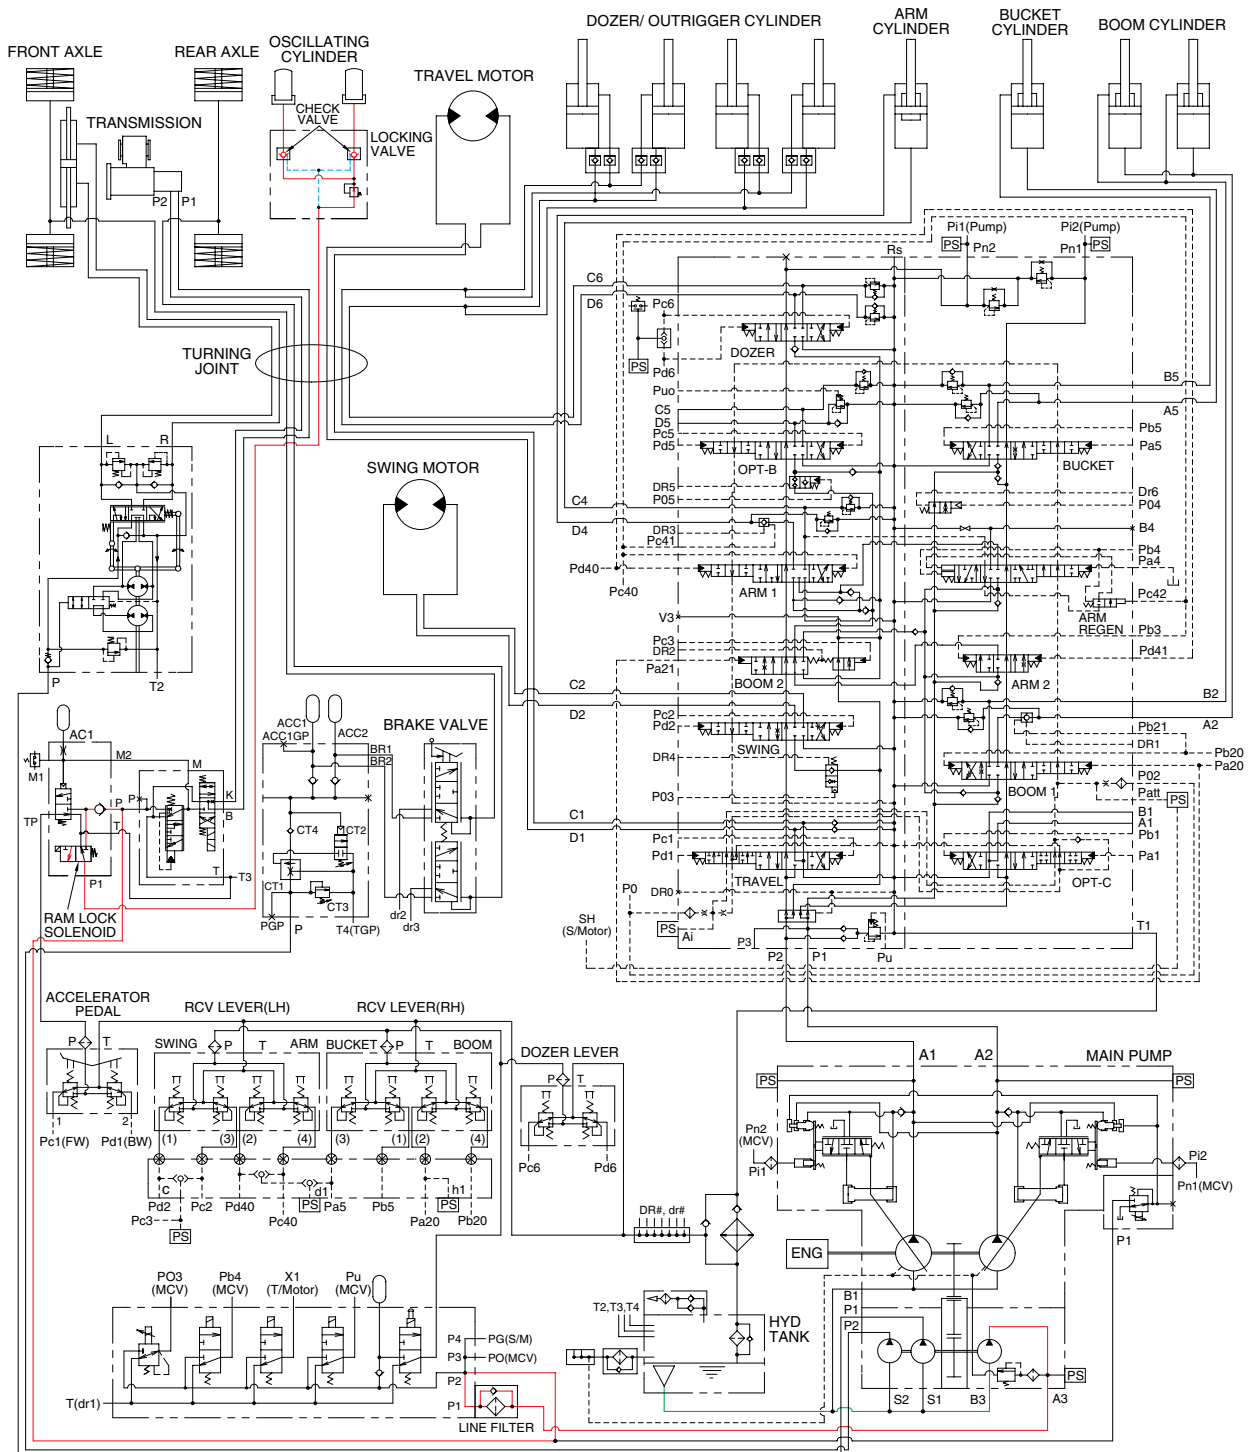 DOZER/ OUTRIGGER CYLINDER
ARM
CYLINDER
BUCKET
CYLINDER
BOOM CYLINDER
FRONT AXLE
REAR AXLE
OSCILLATING
CYLINDER
TRAVEL MOTOR
CHECK
VALVE
LOCKING
VALVE
TRANSMISSION
P2
P1
Pi1(Pump)
Pi2(Pump)
PS
Pn2
Pn1
PS
Rs
C6
D6
Pc6
DOZER
PS
Pd6
TURNING
JOINT
Puo
C5
D5
Pc5
Pd5
OPT-B
B5
A5
Pb5
Pa5
BUCKET
L
R
SWING MOTOR
DR5
P05
C4
D4
DR3
Pc41
Dr6
P04
B4
Pb4
Pa4
Pd40
Pc40
ARM 1
Pc42
ARM
REGEN
V3
Pc3
DR2
Pa21
BOOM 2
Pb3
Pd41
ARM 2
P
T2
C2
D2
Pc2
Pd2
SWING
B2
A2
Pb21
DR1
Pb20
Pa20
DR4
P03
BOOM 1
P02
Patt
PS
AC1
M1
M2
M
P
K
B
P
TP
T
T
T3
P1
RAM LOCK
SOLENOID
ACC1
ACC1GP
ACC2
BR1
BR2
BRAKE VALVE
CT4
CT2
CT1
CT3
PGP
P
T4(TGP)
dr2
dr3
C1
D1
Pc1
Pd1
TRAVEL
B1
A1
Pb1
Pa1
OPT-C
P0
DR0
SH
(S/Motor)
PS
Ai
P3
P2
P1
Pu
T1
ACCELERATOR
PEDAL
P
T
1
2
Pc1(FW)
Pd1(BW)
RCV LEVER(LH)
RCV LEVER(RH)
SWING
P
T
ARM
BUCKET
P
T
BOOM
(1)
(3)
(2)
(4)
(3)
(1)
(2)
(4)
DOZER LEVER
P
T
Pc6
Pd6
C
d1
h1
Pd2
Pc2
Pd40
Pc40
PS
Pa5
Pb5
Pa20
PS
Pb20
Pc3
PS
A1
A2
MAIN PUMP
PS
PS
Pn2
(MCV)
Pi1
Pi2
Pn1(MCV)
P1
DR#, dr#
ENG
B1
P1
P2
PO3
(MCV)
Pb4
(MCV)
X1
(T/Motor)
Pu
(MCV)
T2,T3,T4
HYD
TANK
P4
PG(S/M)
P3
PO(MCV)
P2
P1
T(dr1)
LINE FILTER
S2
S1
B3
A3
PS